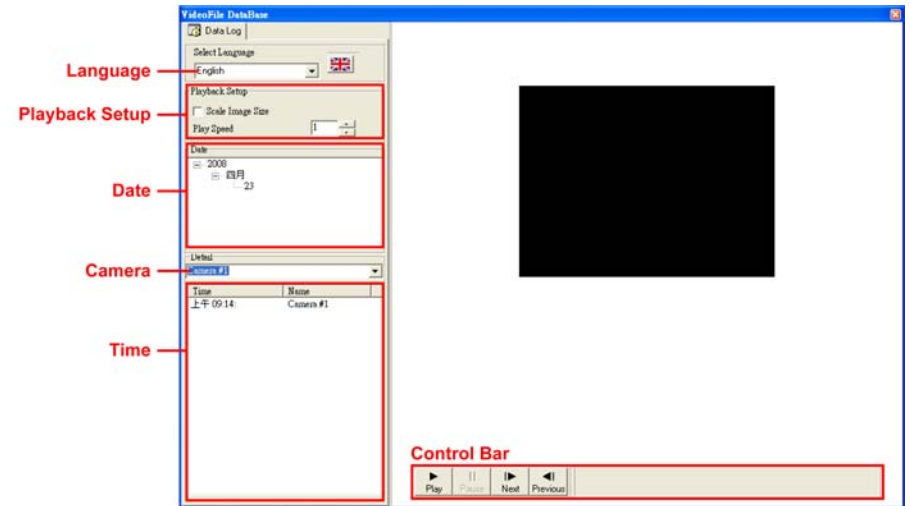 VideoFile DataBase
Data Log
Select Language
Language
English
Playback Setup
Playback Setup
Scale Image Size
Play Speed
1
Date
2008
四月
23
Date
Detail
Camera
Camera #1
Time Name
上午 09:14: Camera #1
Time
Control Bar
Play Pause Next Previous